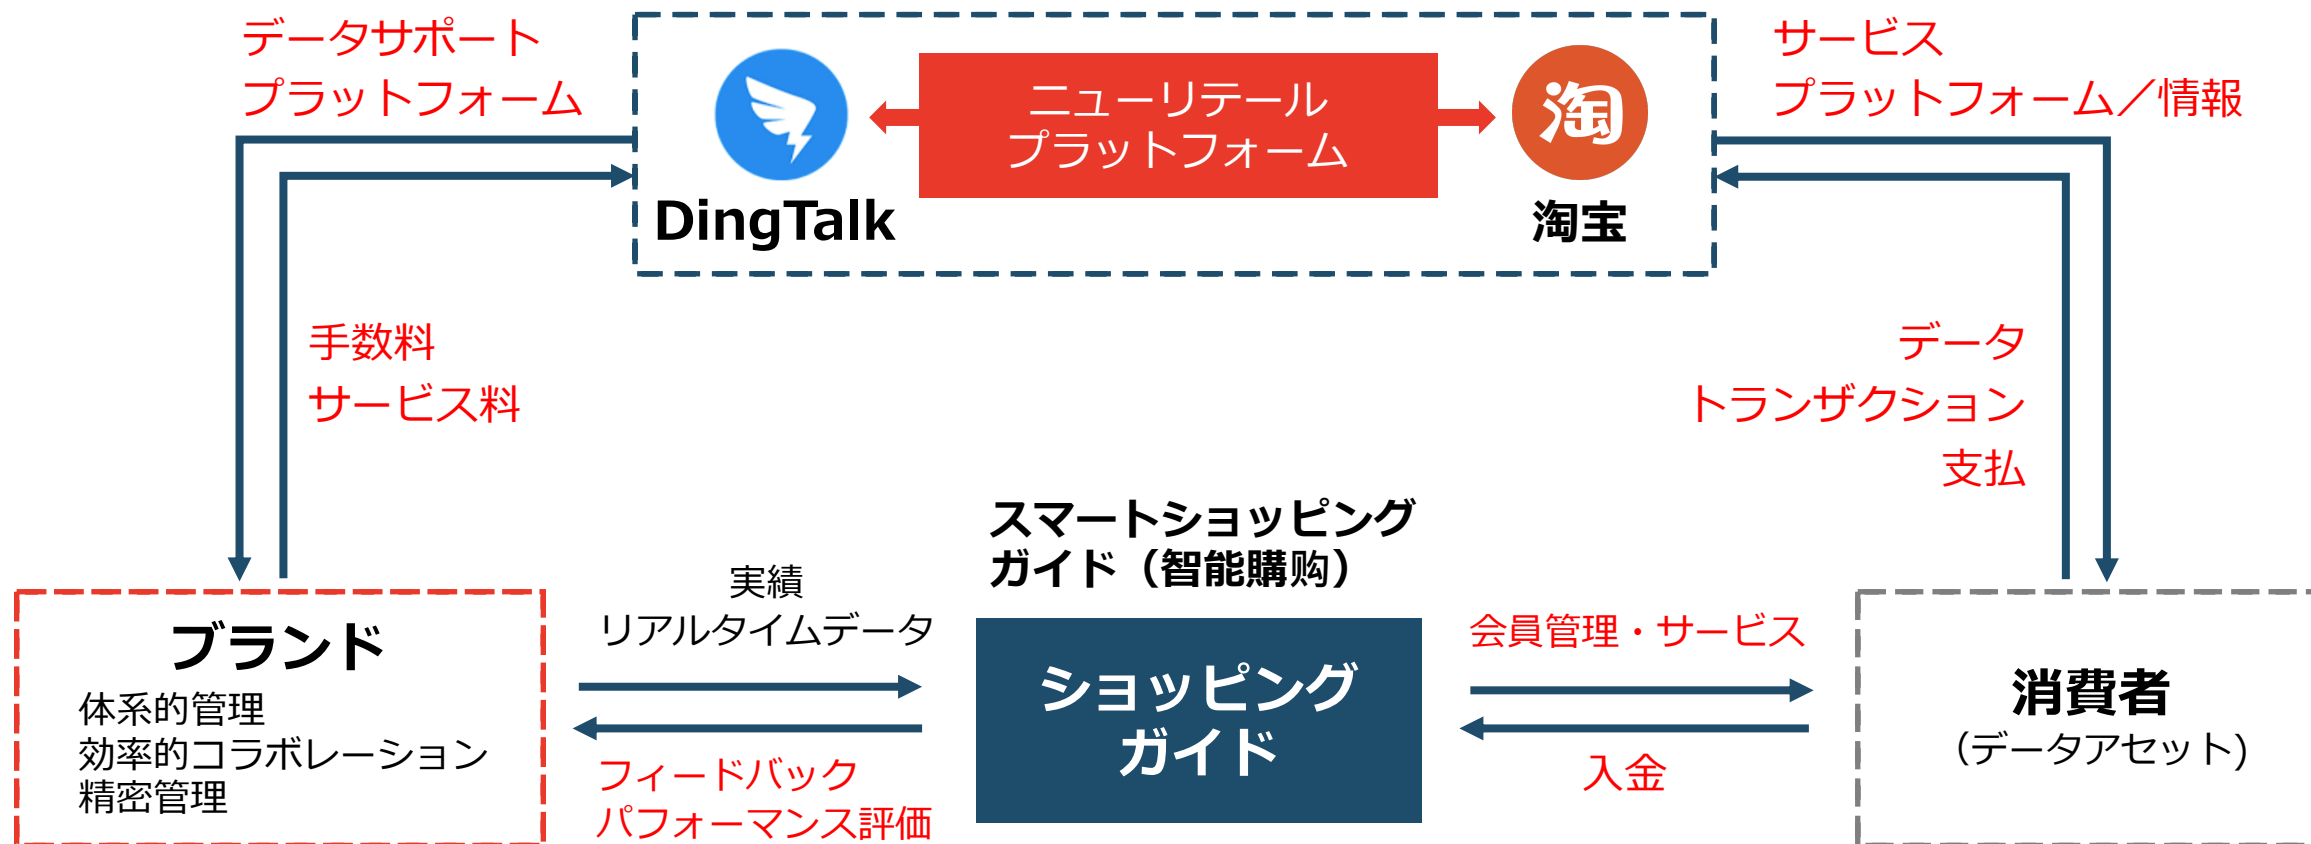 データサポート
プラットフォーム
ニューリテール
プラットフォーム
淘
サービス
プラットフォーム／情報
DingTalk
淘宝
手数料
サービス料
データ
トランザクション
支払
スマートショッピング
ガイド（智能購购）
実績
リアルタイムデータ
会員管理・サービス
ブランド
体系的管理
効率的コラボレーション
精密管理
ショッピング
ガイド
消費者
（データアセット）
フィードバック
パフォーマンス評価
入金